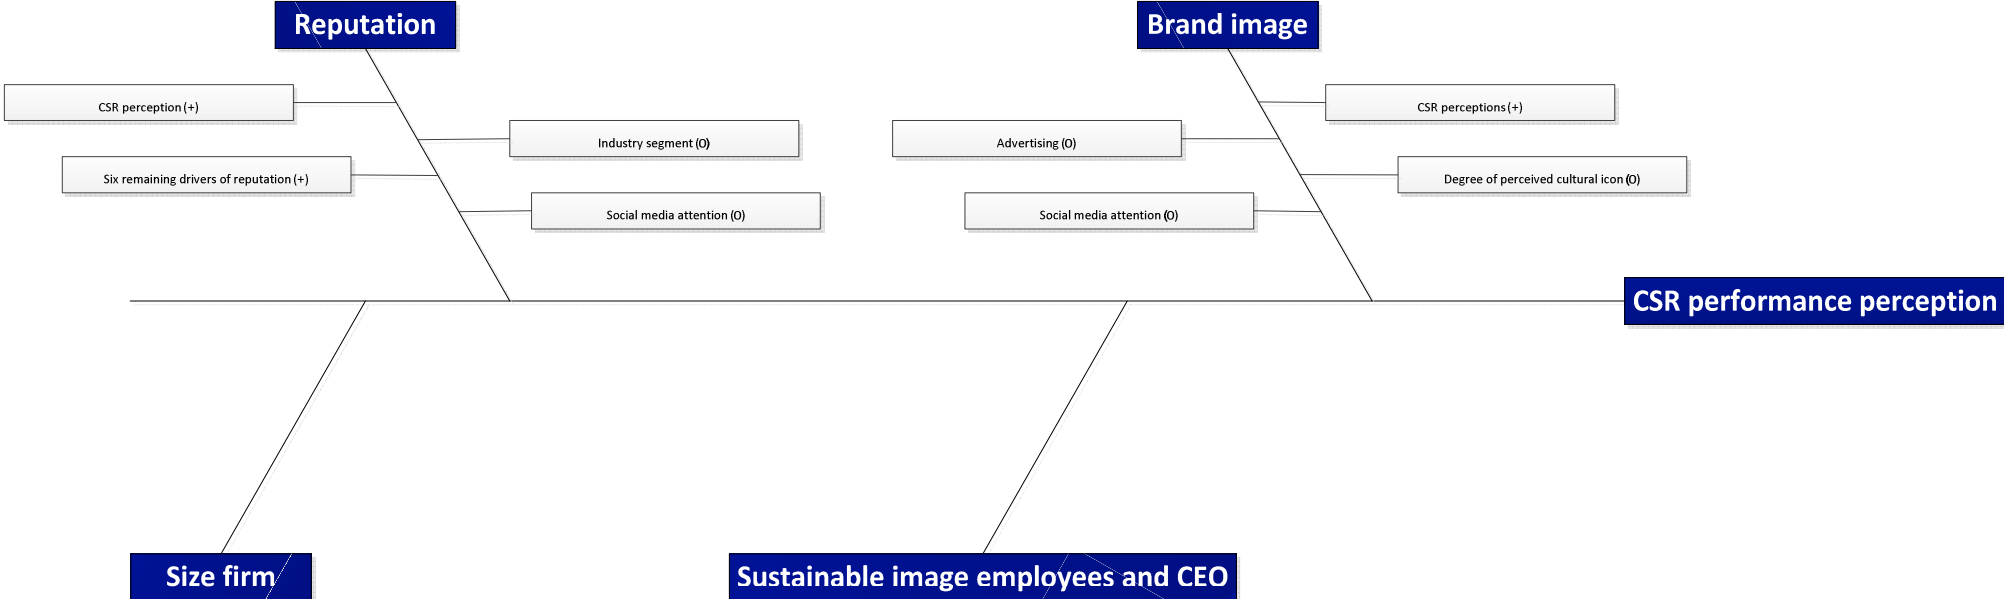 Reputation
Brand image
CSR perception (+)
CSR perceptions (+)
Industry segment (0)
Advertising (0)
Six remaining drivers of reputation (+)
Degree of perceived cultural icon (0)
Social media attention (0)
Social media attention (0)
CSR performance perception
Size firm
Sustainable image employees and CEO